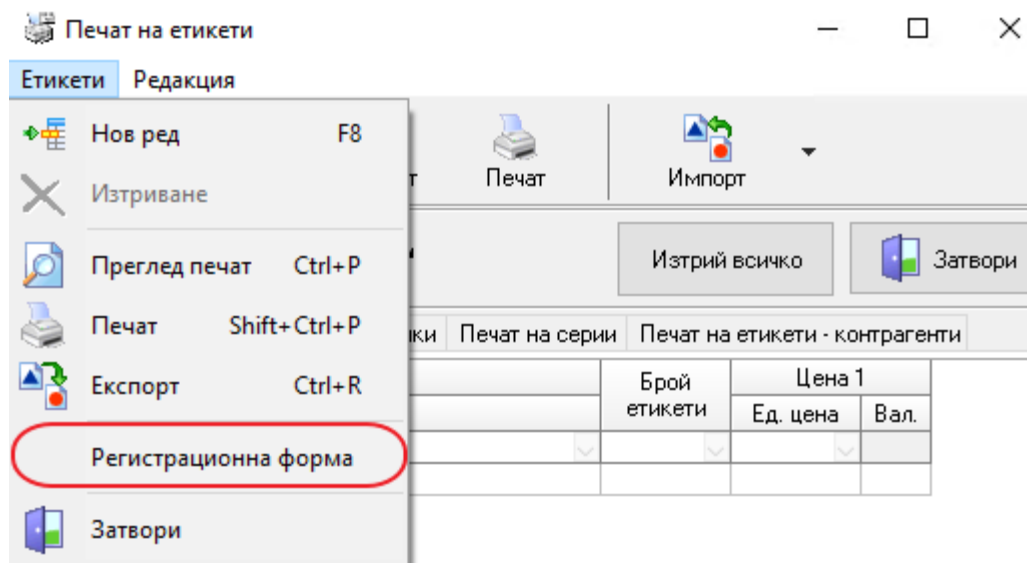 Печат на етикети
Етикети Редакция
Нов ред F8
Изтриване
Преглед печат Ctrl+P
Печат Shift+Ctrl+P
Експорт Ctrl+R
Регистрационна форма
Затвори
Печат Импорт
Изтрий всичко Затвори
Печат на серии Печат на етикети - контрагенти
Брой етикети Цена 1
Ед. цена Вал.